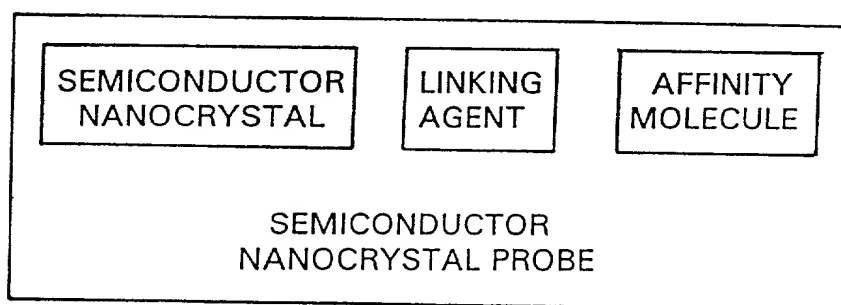 SEMICONDUCTOR
NANOCRYSTAL
LINKING
AGENT
AFFINITY
MOLECULE
SEMICONDUCTOR
NANOCRYSTAL PROBE